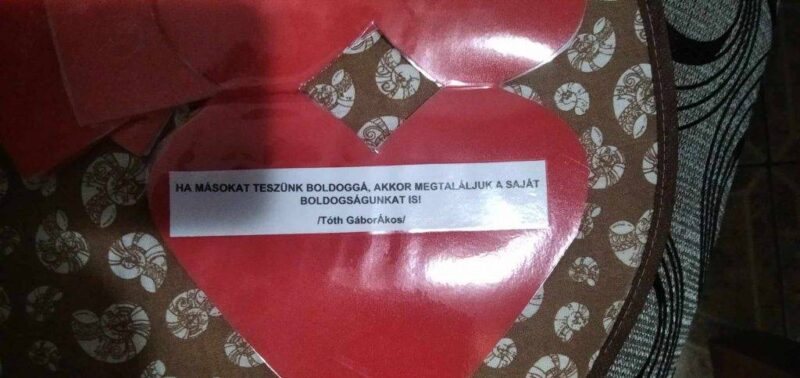 HA MÁSOKAT TESZÜNK BOLDOGGÁ, AKKOR MEGTALÁLJUK A SAJÁT
BOLDOGSÁGUNKAT IS!
/Tóth GáborÁkos/